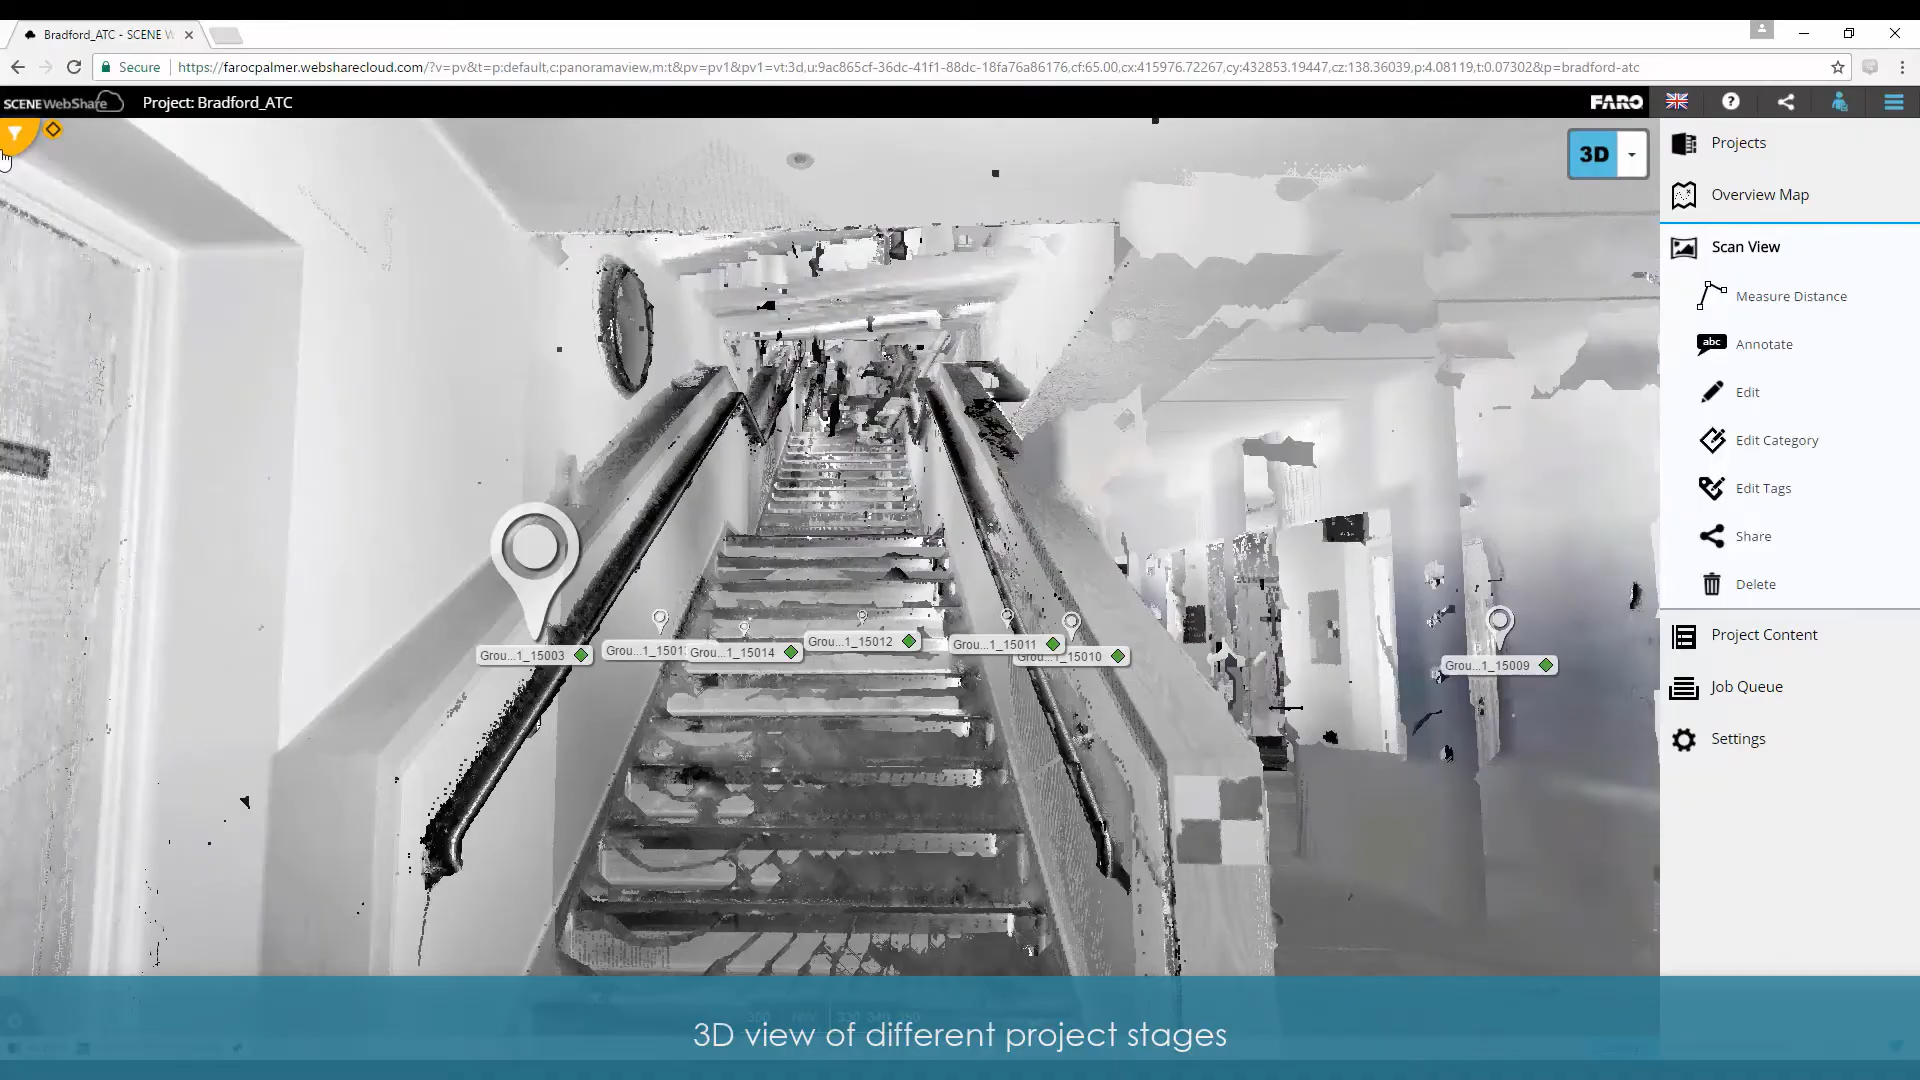 Bradford_ATC - SCENE W
Secure
https://farocpalmer.websharecloud.com/?v=pv&t=p:default,c:panoramaview,m:t&pv=pv1&pv1=vt:3d,u:9ac865cf-36dc-41f1-88dc-18fa76a86176,cf:65.00,cx:415976.72267,cy:432853.19447,cz:138.36039,p:4.08119,t:0.07302&p=bradford-atc
SCENE WebShare
Project: Bradford_ATC
FARO
3D
Projects
Overview Map
Scan View
Measure Distance
abc
Annotate
Edit
Edit Category
Edit Tags
Share
Delete
Project Content
Job Queue
Settings
Grou...1_15003
Grou...1_1501
Grou...1_15014
Grou...1_15012
Grou...1_15011
Grou...1_15010
Grou...1_15009
3D view of different project stages